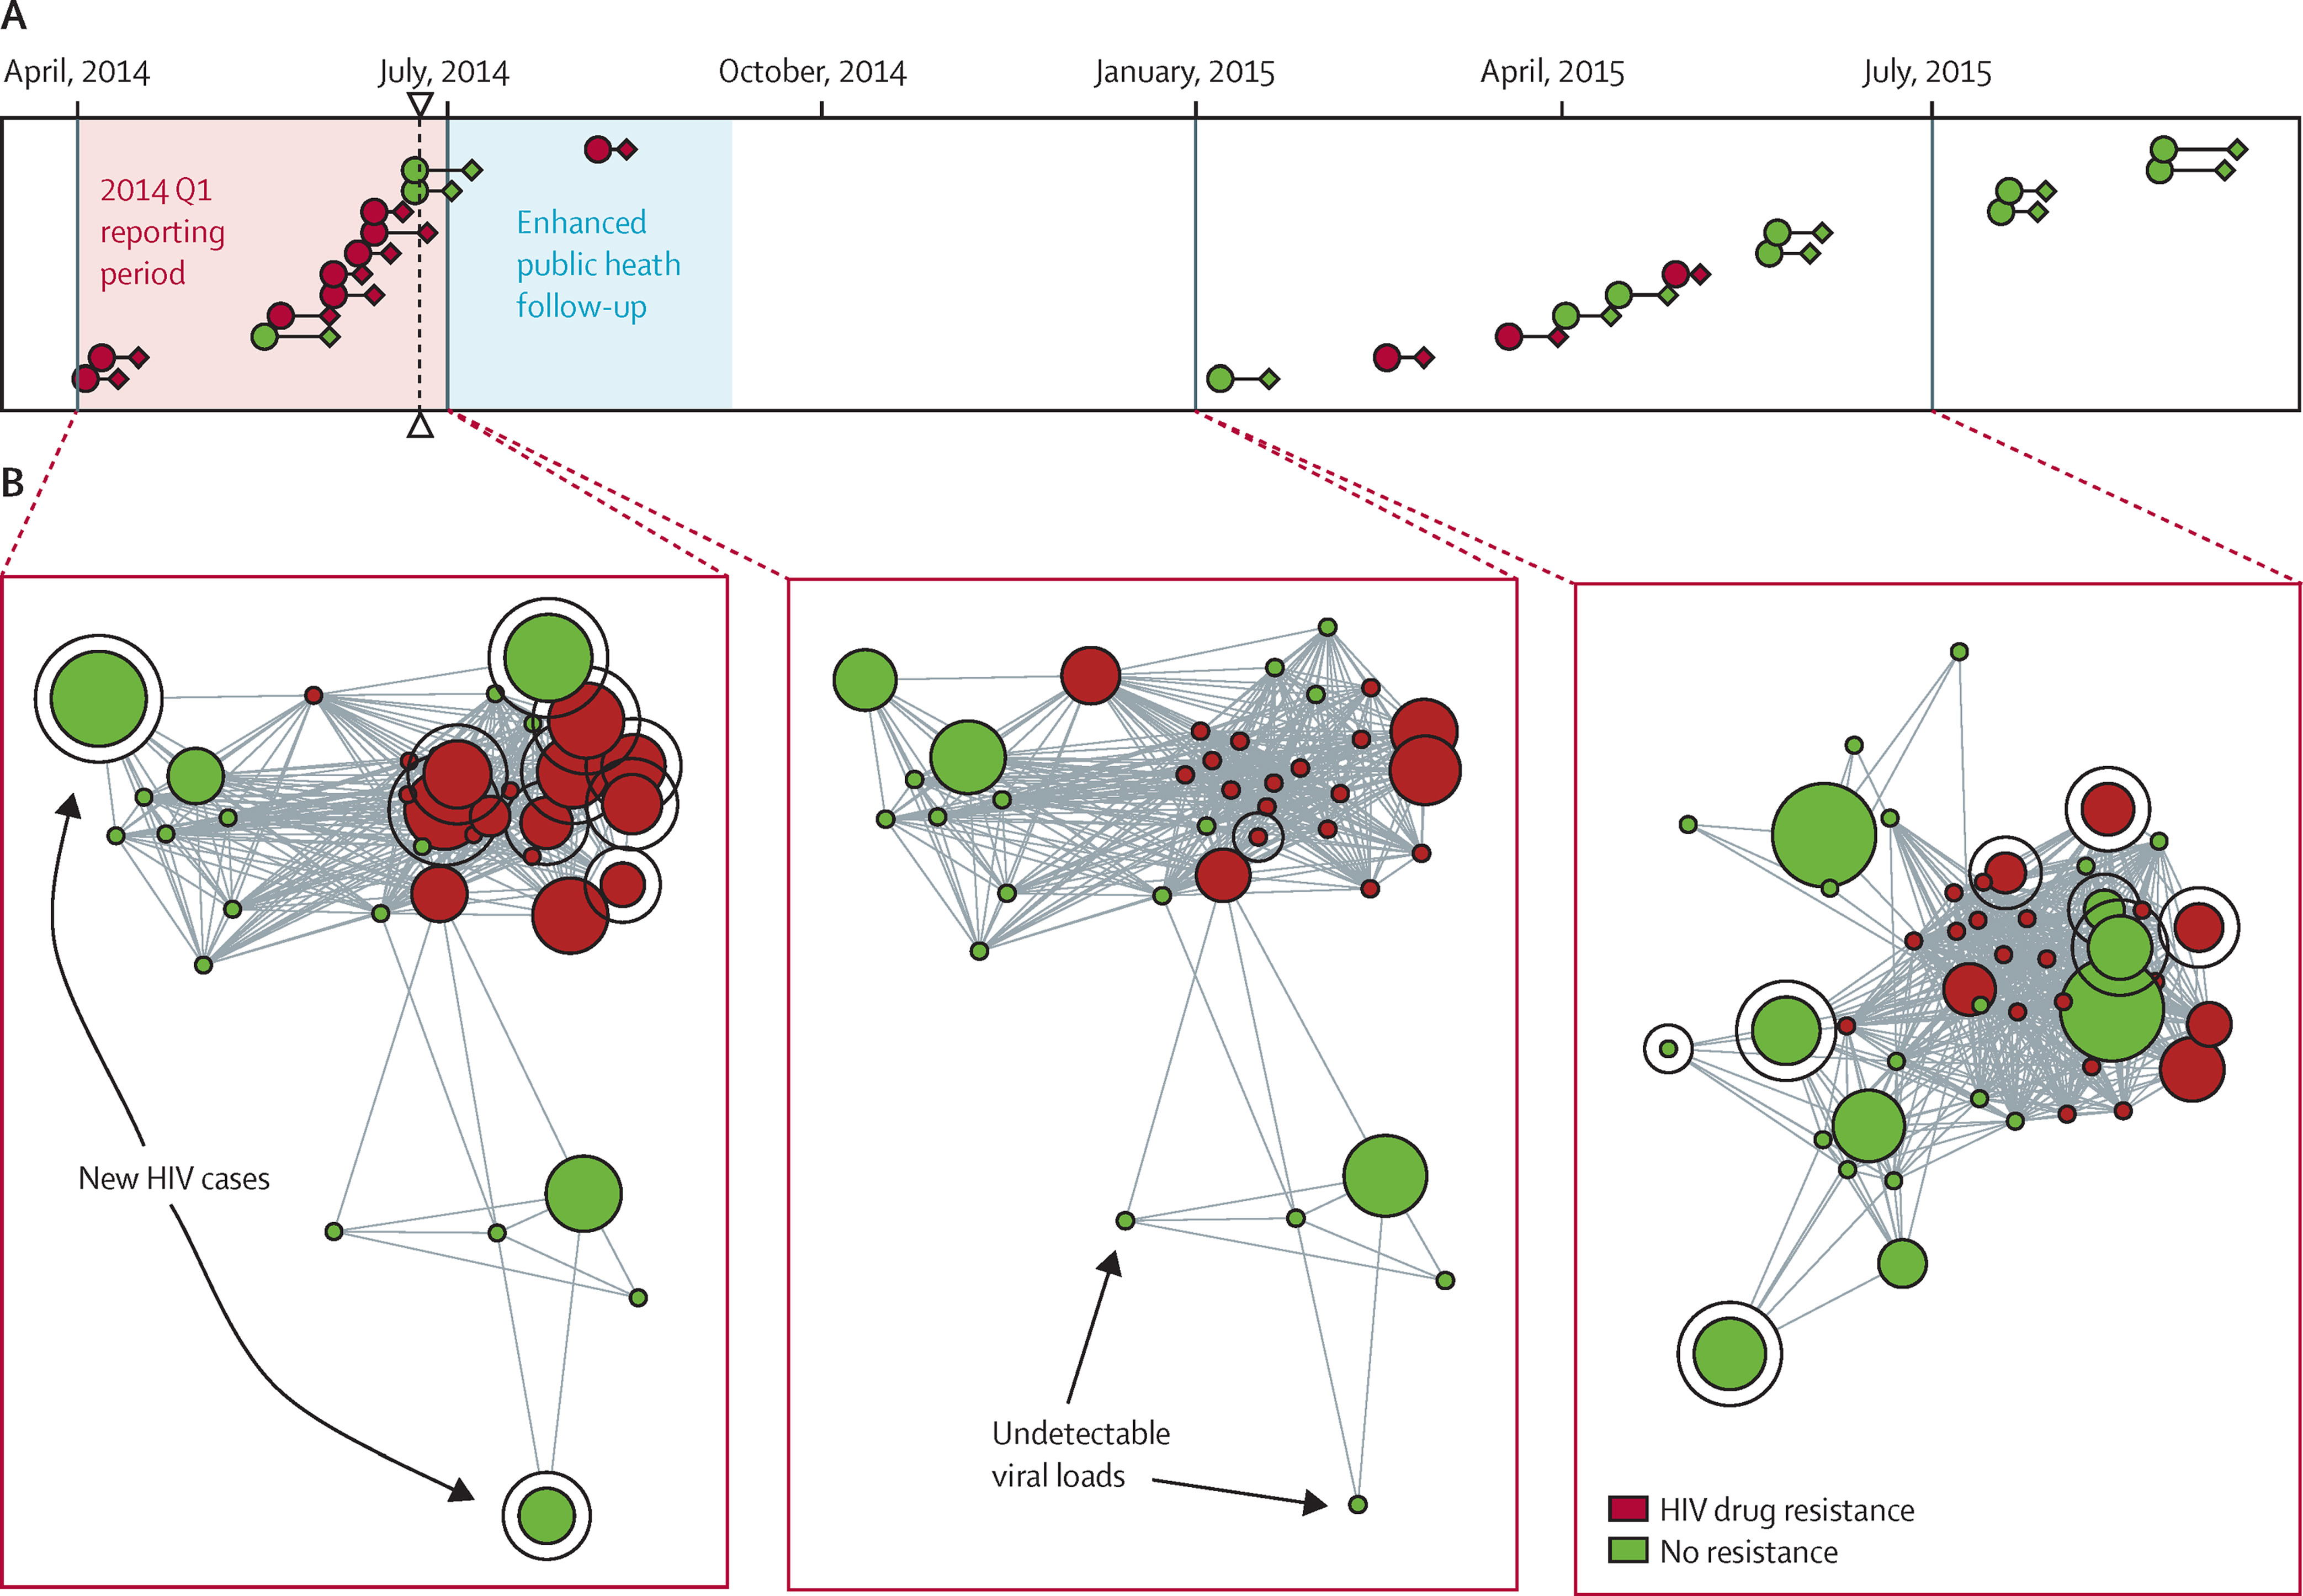 A
April, 2014
July, 2014
October, 2014
January, 2015
April, 2015
July, 2015
2014 Q1
reporting
period
Enhanced
public heath
follow-up
B
New HIV cases
Undetectable
viral loads
HIV drug resistance
No resistance